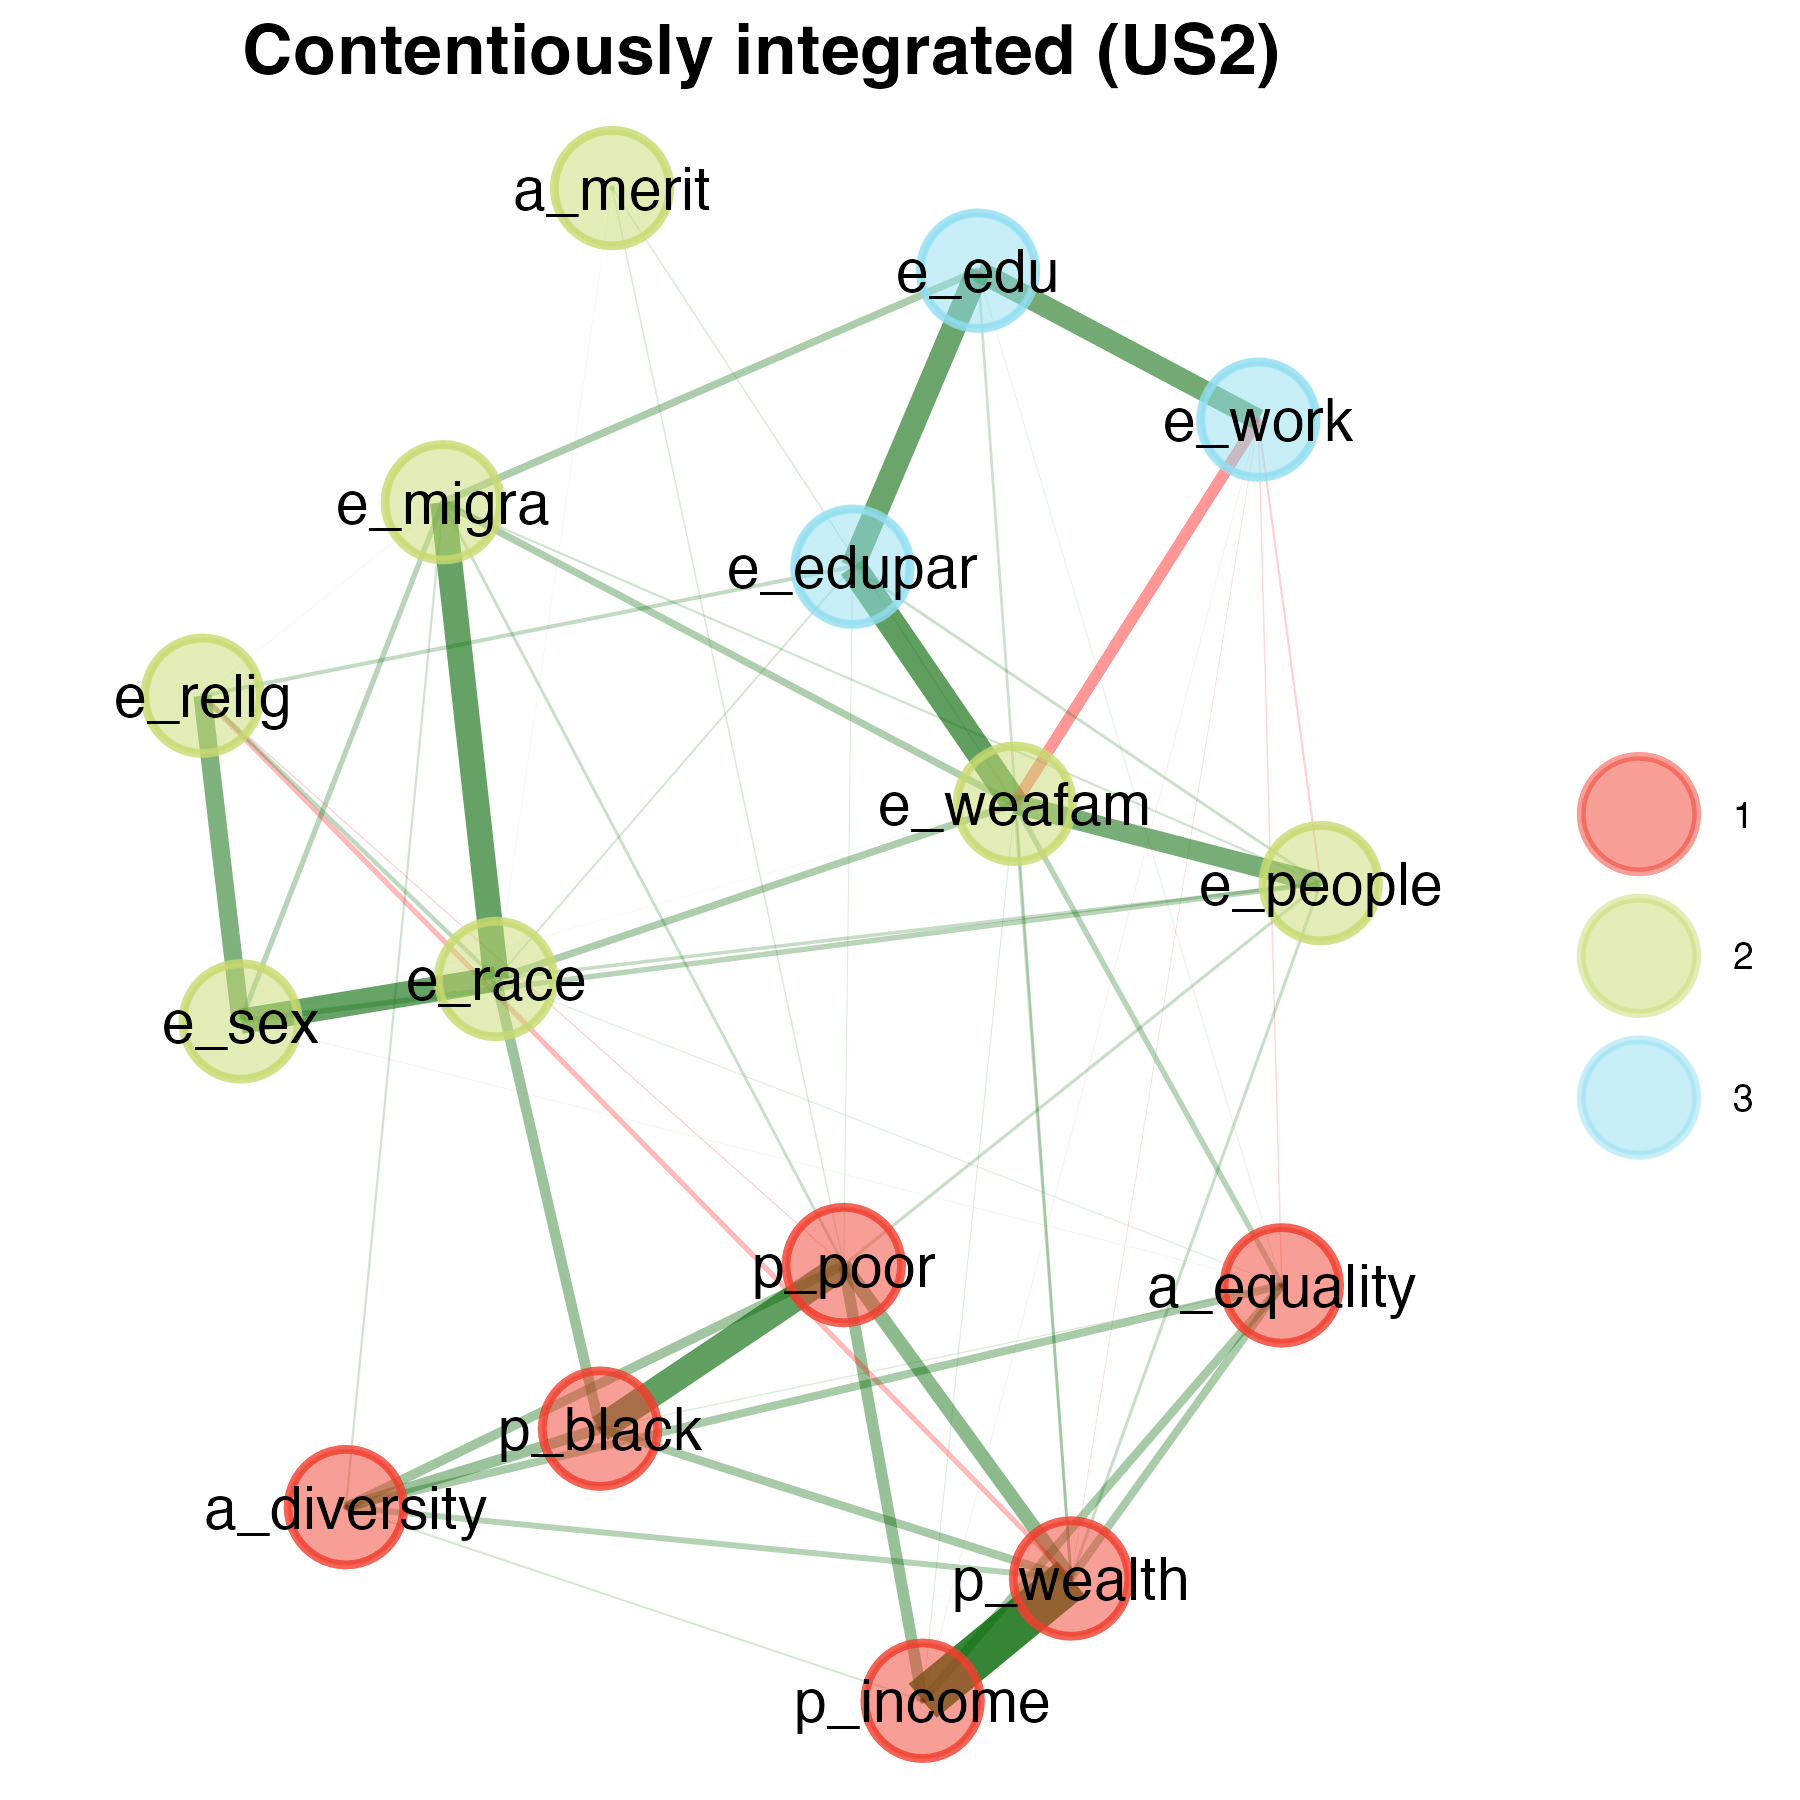 Contentiously integrated (US2)
a_merit
e_edu
e_work
e_migra
e_edupar
e_relig
e_weafam
1
e_people
2
e_race
e_sex
3
p_poor
a_equality
p_black
a_diversity
p_wealth
p_income